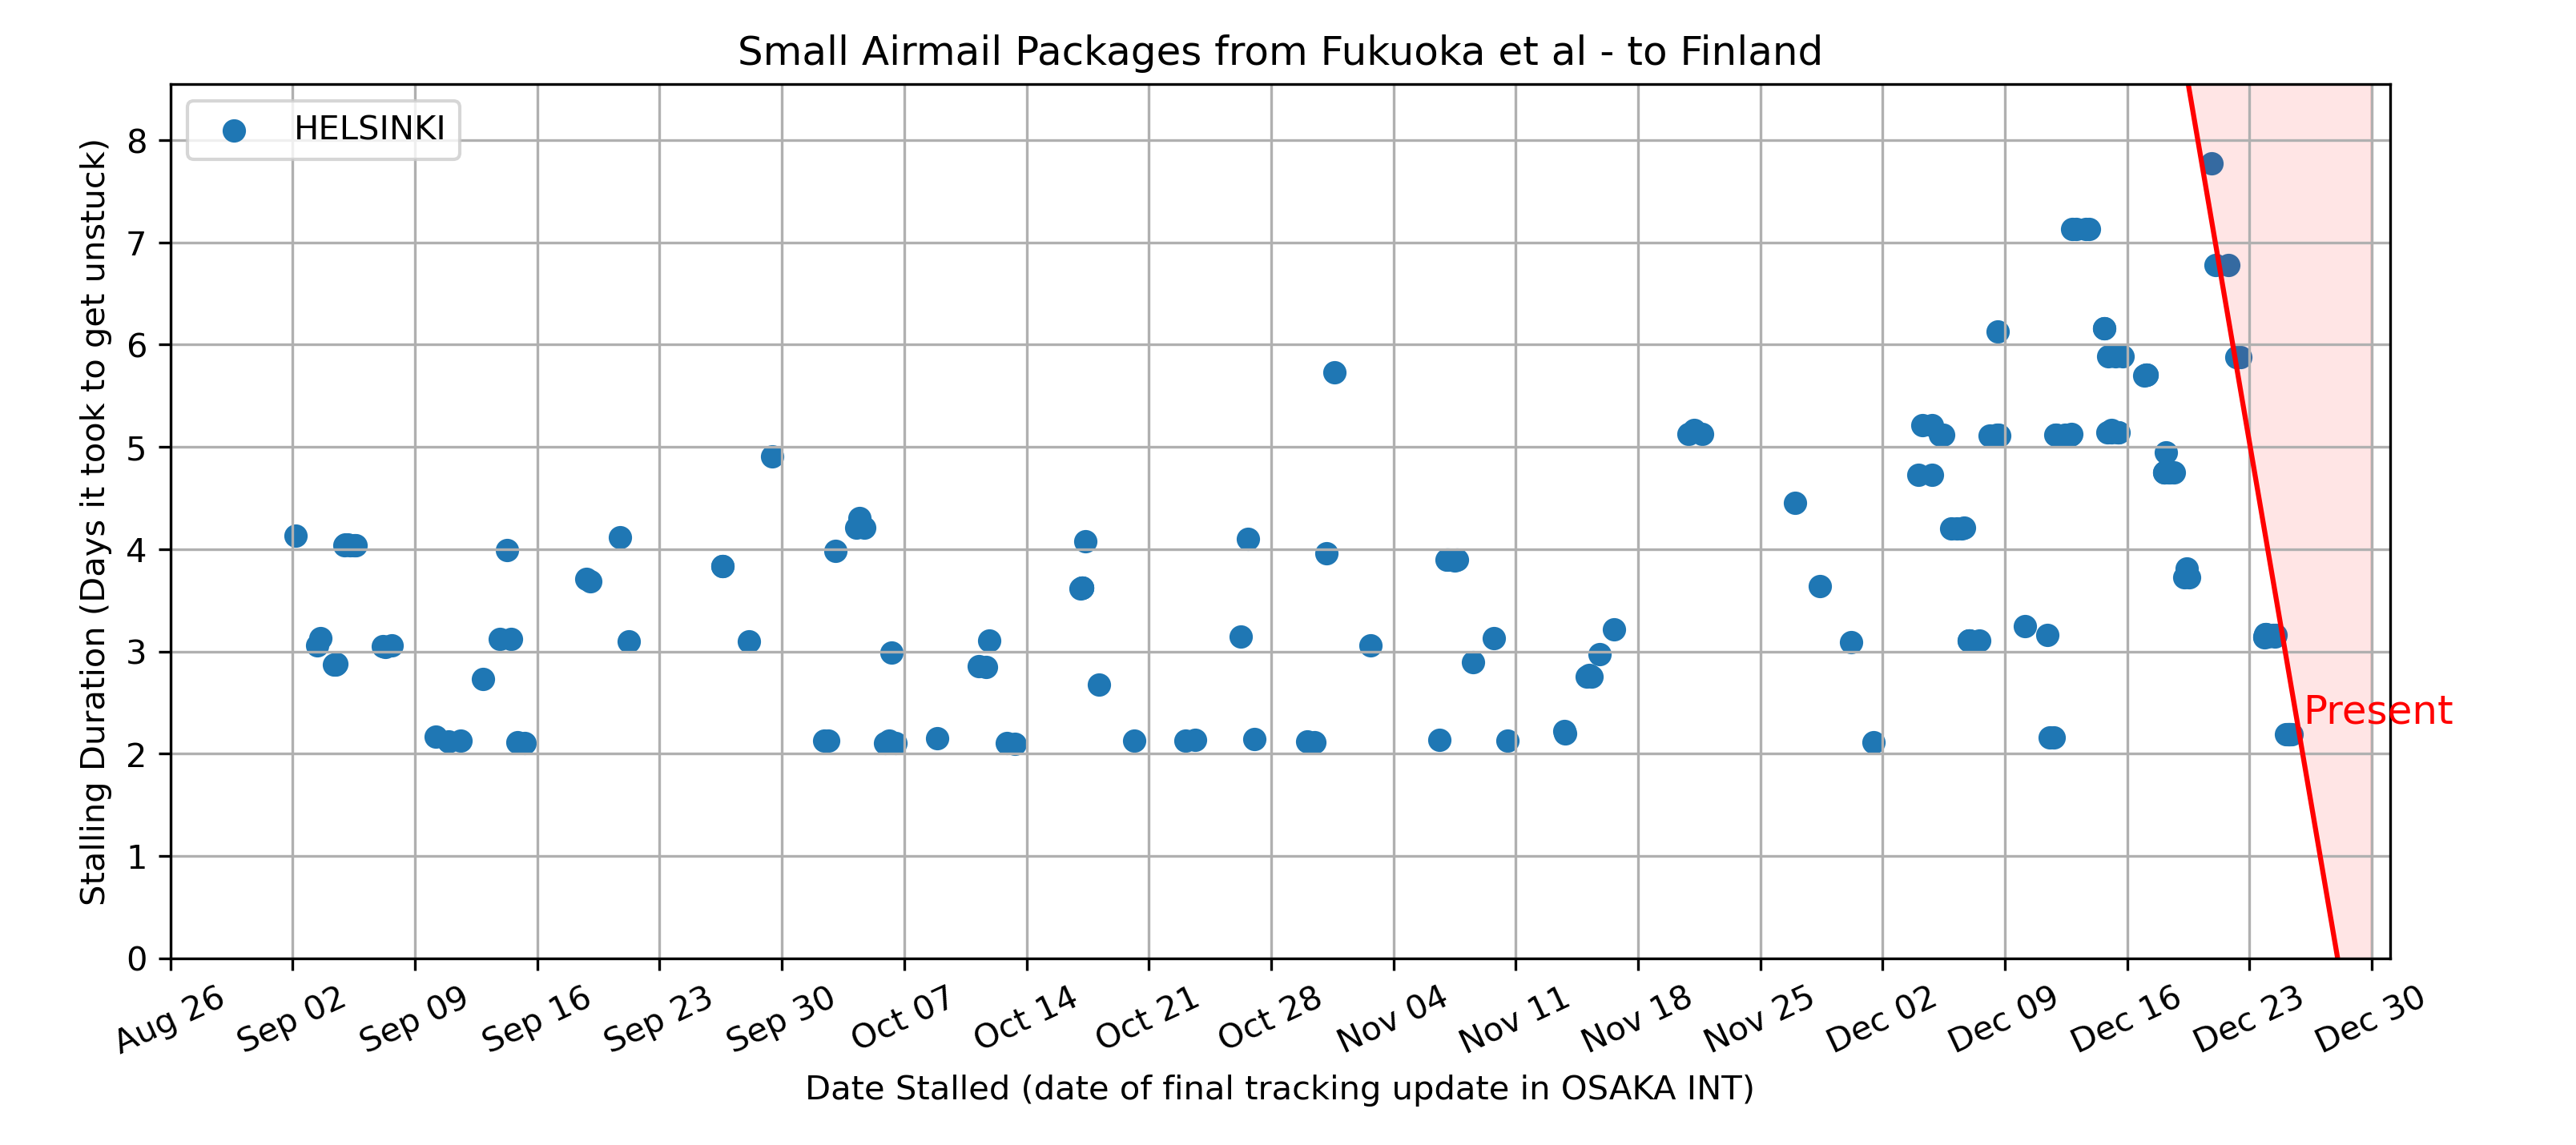 Small Airmail Packages from Fukuoka et al - to Finland
HELSINKI
Stalling Duration (Days it took to get unstuck)
8
7
6
5
4
3
2
1
0
Present
Aug 26
Sep 02
Sep 09
Sep 16
Sep 23
Sep 30
Oct 07
Oct 14
Oct 21
Oct 28
Nov 04
Nov 11
Nov 18
Nov 25
Dec 02
Dec 09
Dec 16
Dec 23
Dec 30
Date Stalled (date of final tracking update in OSAKA INT)